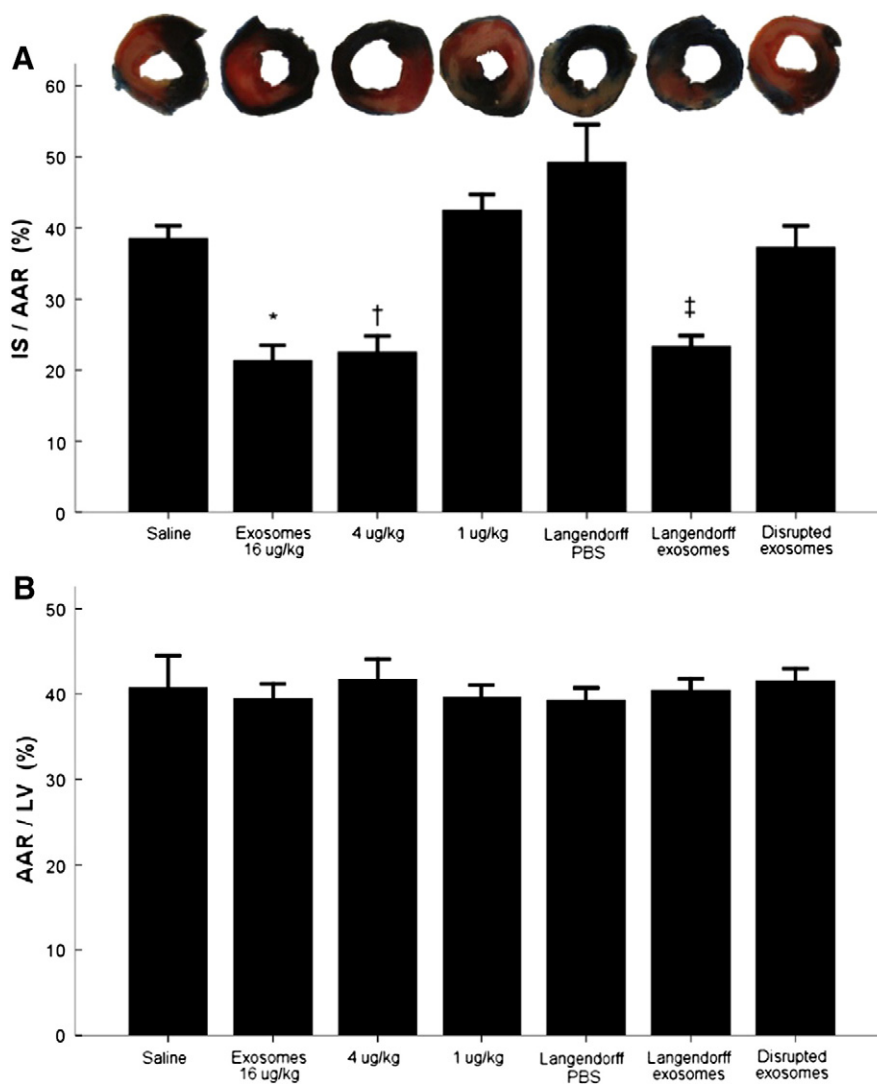 A
60
50
40
30
20
10
0
IS / AAR (%)
*
†
‡
Saline
Exosomes
16 ug/kg
4 ug/kg
1 ug/kg
Langendorff
PBS
Langendorff
exosomes
Disrupted
exosomes
B
50
40
30
20
10
0
AAR / LV (%)
Saline
Exosomes
16 ug/kg
4 ug/kg
1 ug/kg
Langendorff
PBS
Langendorff
exosomes
Disrupted
exosomes